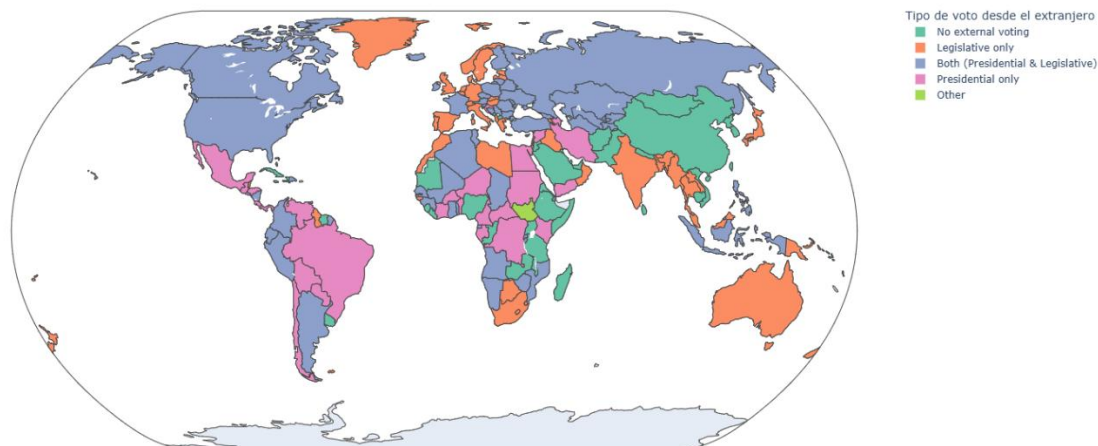 Tipo de voto desde el extranjero
No external voting
Legislative only
Both (Presidential & Legislative)
Presidential only
Other